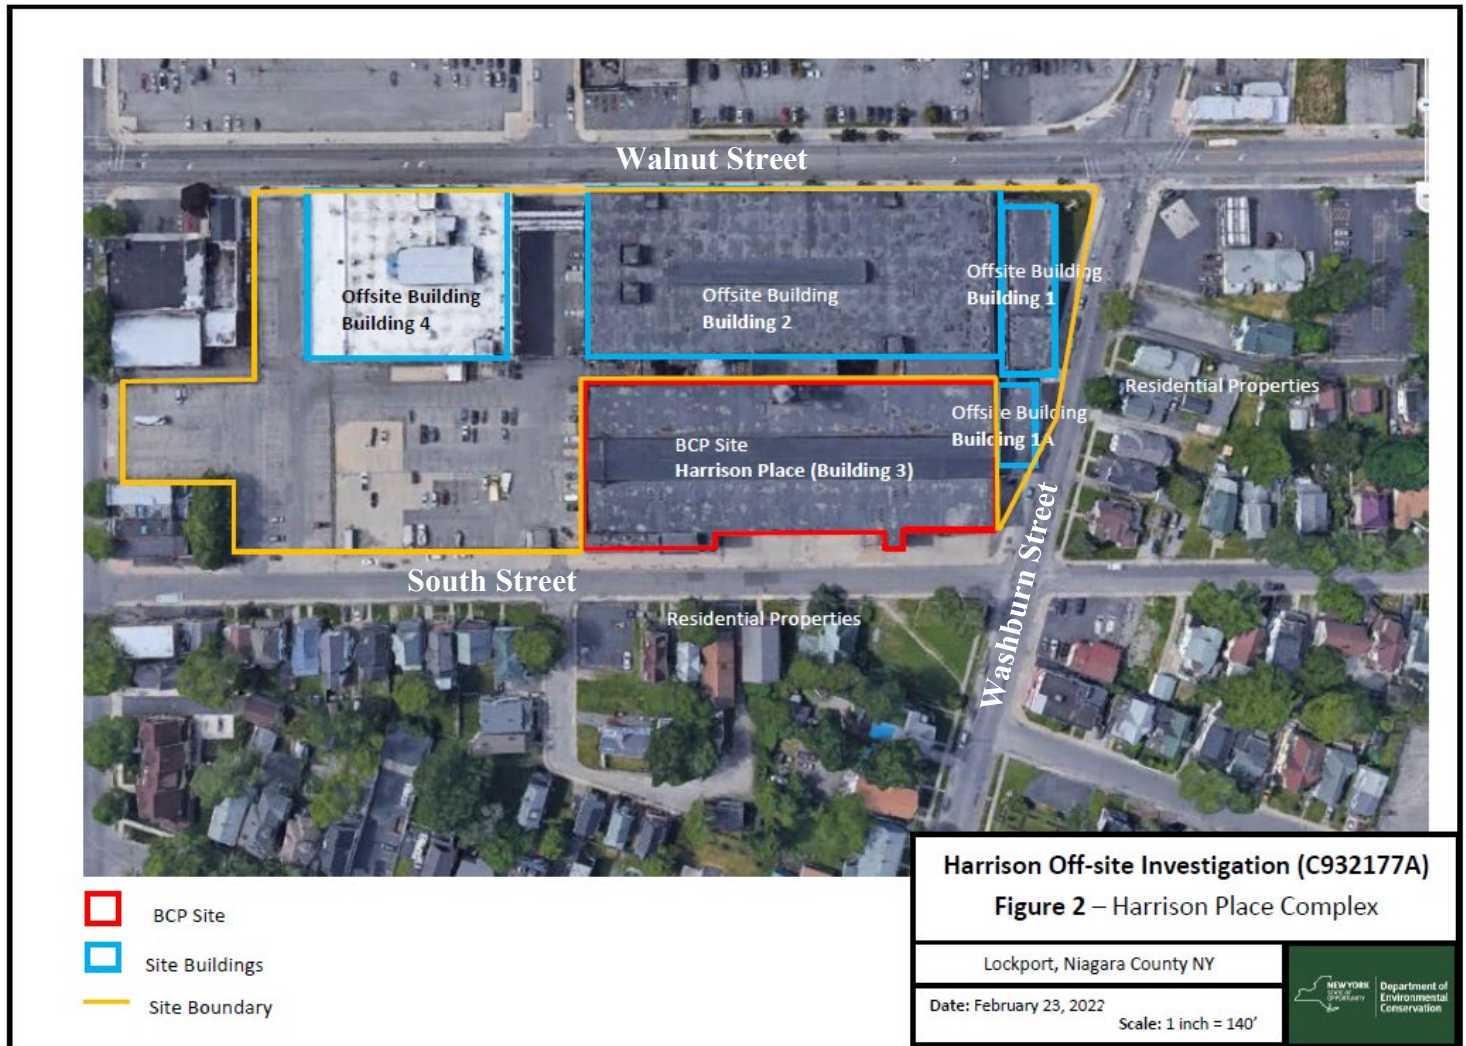 Walnut Street
Offsite Building
Building 4
Offsite Building
Building 2
Offsite Building
Building 1
Residential Properties
Offsite Building
Building 1A
BCP Site
Harrison Place (Building 3)
South Street
Washburn Street
Residential Properties
BCP Site
Site Buildings
Site Boundary
Harrison Off-site Investigation (C932177A)
Figure 2 – Harrison Place Complex
Lockport, Niagara County NY
Date: February 23, 2022
Scale: 1 inch = 140’
NEW YORK
STATE OF
OPPORTUNITY
Department of
Environmental
Conservation